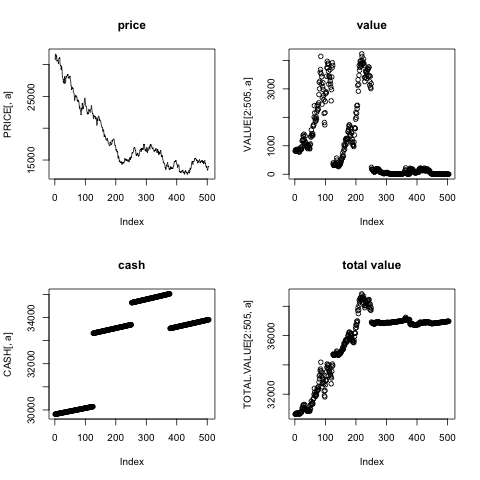 price
PRICE[, a]
15000 25000
0 100 200 300 400 500
Index
value
VALUE[2:505, a]
0 1000 3000
0 100 200 300 400 500
Index
cash
CASH[, a]
30000 32000 34000
0 100 200 300 400 500
Index
total value
TOTAL.VALUE[2:505, a]
32000 36000
0 100 200 300 400 500
Index